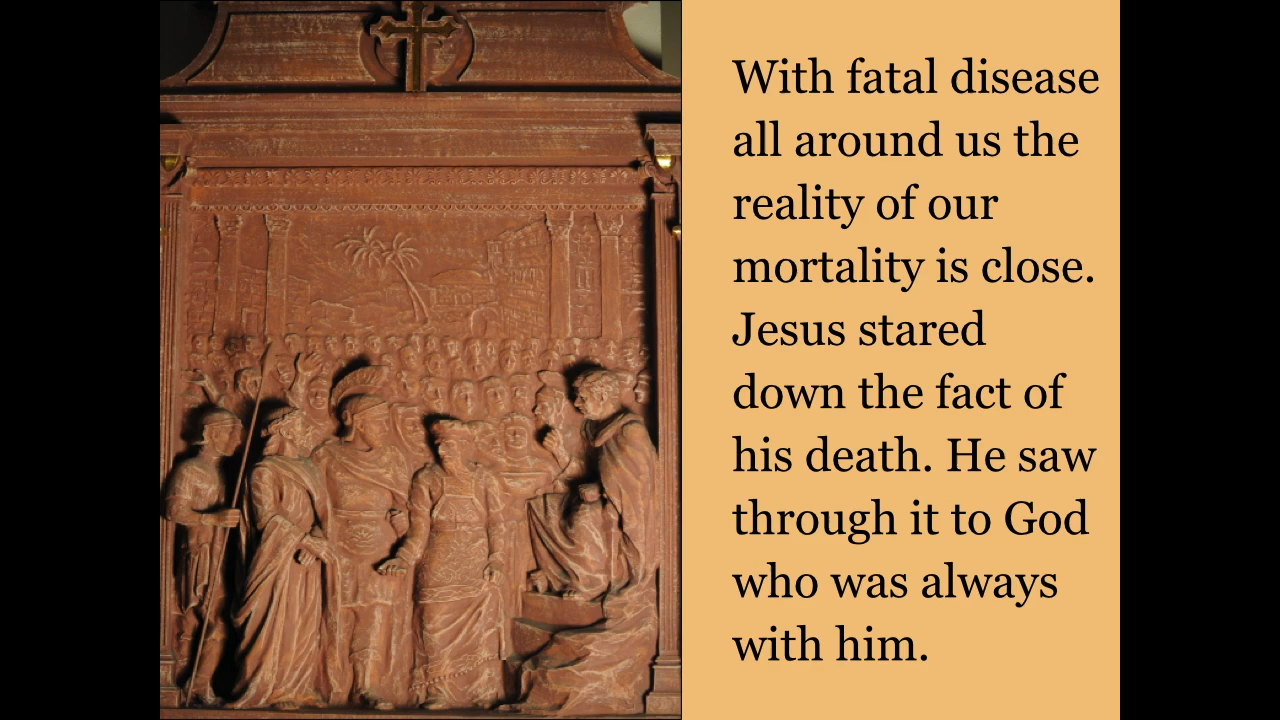 With fatal disease
all around us the
reality of our
mortality is close.
Jesus stared
down the fact of
his death. He saw
through it to God
who was always
with him.